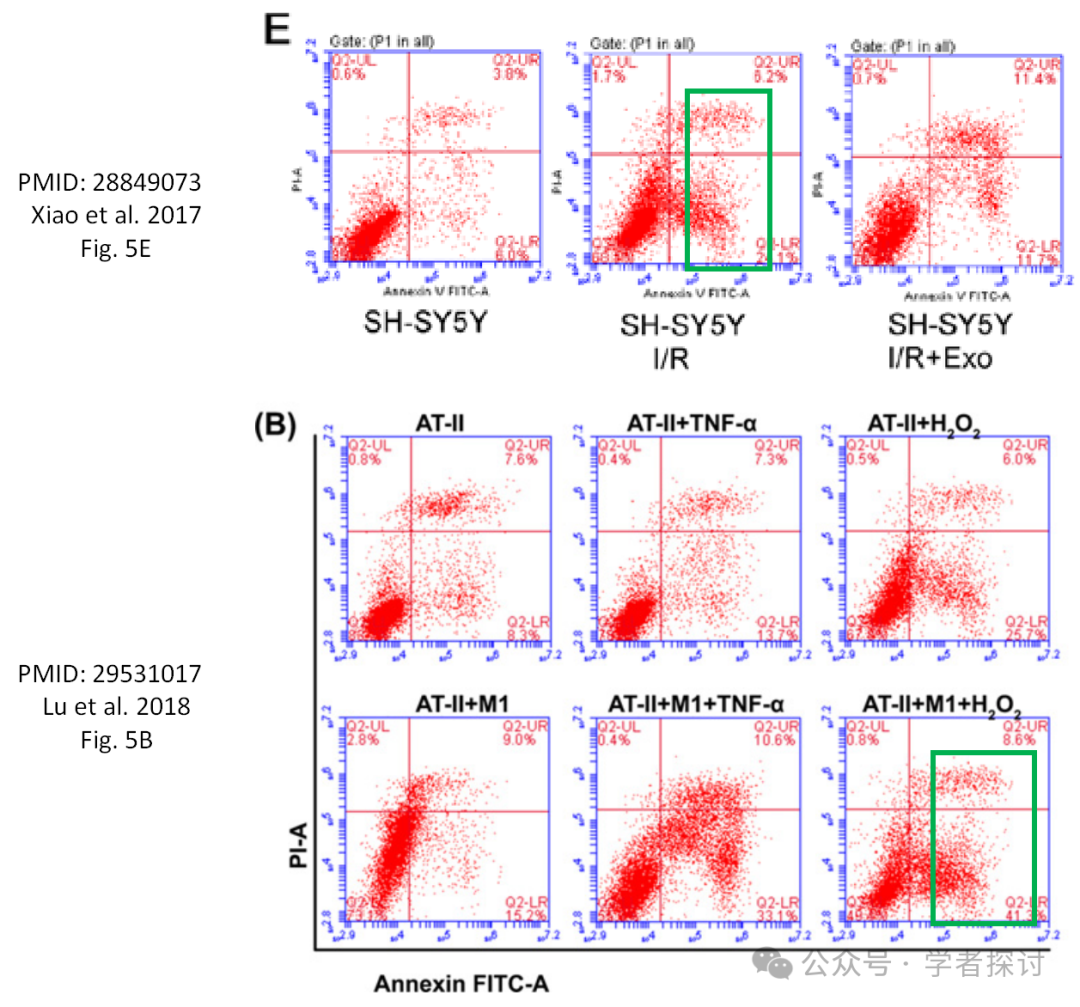 E
Gate: (P1 in all)
Q2-UL
0.6%
Q2-UR
3.8%
Q2-LR
6.0%
PI-A
Annexin V FITC-A
SH-SY5Y
Gate: (P1 in all)
Q2-UL
1.7%
Q2-UR
6.2%
Q2-LR
PI-A
Annexin V FITC-A
SH-SY5Y
I/R
Gate: (P1 in all)
Q2-UL
0.7%
Q2-UR
11.4%
Q2-LR
11.7%
PI-A
Annexin V FITC-A
SH-SY5Y
I/R+Exo
PMID: 28849073
Xiao et al. 2017
Fig. 5E
(B)
AT-II
Q2-UL
0.8%
Q2-UR
7.6%
Q2-LR
8.3%
AT-II+TNF-α
Q2-UL
0.4%
Q2-UR
7.3%
Q2-LR
13.7%
AT-II+H₂O₂
Q2-UL
0.5%
Q2-UR
6.0%
Q2-LR
25.7%
AT-II+M1
Q2-UL
2.8%
Q2-UR
9.0%
Q2-LR
15.2%
AT-II+M1+TNF-α
Q2-UL
0.4%
Q2-UR
10.6%
Q2-LR
33.1%
AT-II+M1+H₂O₂
Q2-UL
0.8%
Q2-UR
8.6%
Q2-LR
PI-A
Annexin FITC-A
PMID: 29531017
Lu et al. 2018
Fig. 5B
公众号 · 学者探讨